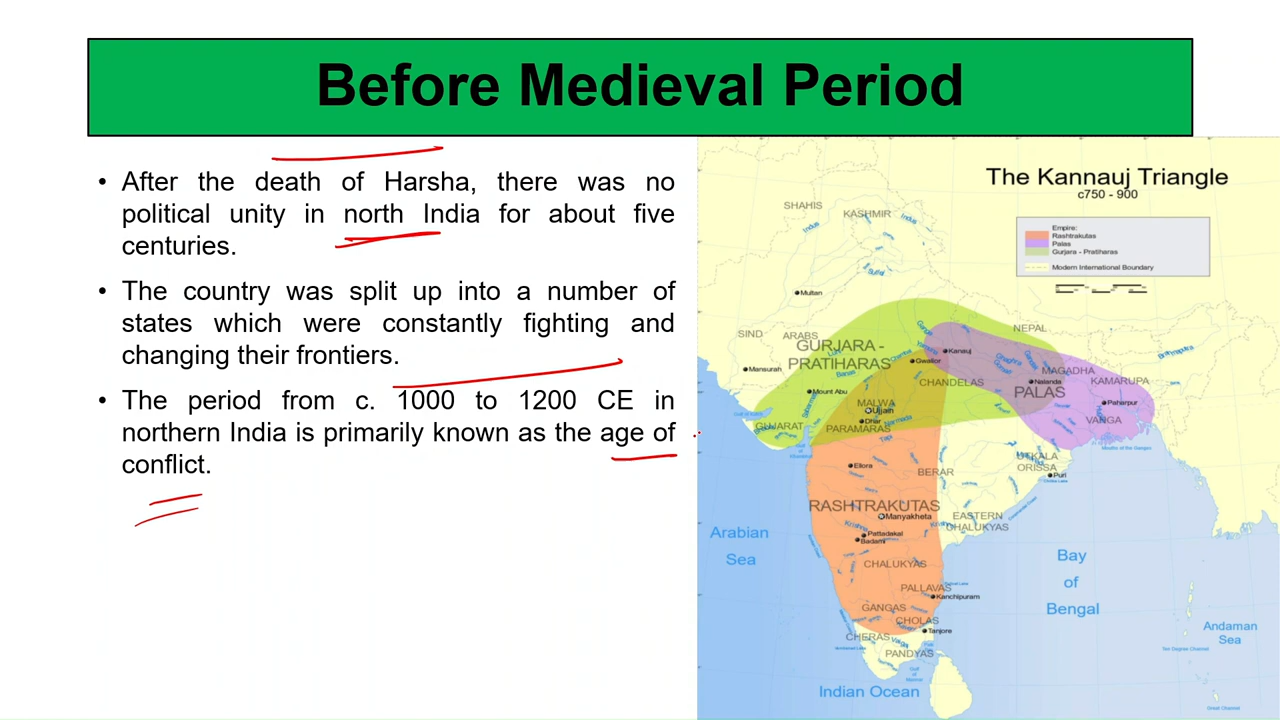 Before Medieval Period
• After the death of Harsha, there was no
political unity in north India for about five
centuries.
• The country was split up into a number of
states which were constantly fighting and
changing their frontiers.
• The period from c. 1000 to 1200 CE in
northern India is primarily known as the age of
conflict.
The Kannauj Triangle
c750 - 900
Empire:
Rashtrakutas
Palas
Gurjara - Pratiharas
Modern International Boundary
SHAHIS
KASHMIR
Indus
Indus
Multan
SIND
ARABS
NEPAL
GURJARA -
PRATIHARAS
Kanauj
Gwalior
Mansurah
Mount Abu
CHANDELAS
MAGADHA
Nalanda
KAMARUPA
PALAS
Paharpur
MALWA
Ujjain
Dhar
GUJARAT
PARAMARAS
VANGA
Ellora
BERAR
UTKALA
ORISSA
Puri
RASHTRAKUTAS
Manyakheta
EASTERN
CHALUKYAS
Pattadakal
Badami
Arabian
Sea
CHALUKYAS
Bay
of
Bengal
PALLAVAS
Kanchipuram
GANGAS
CHOLAS
Tanjore
CHERAS
PANDYAS
Andaman
Sea
Indian Ocean